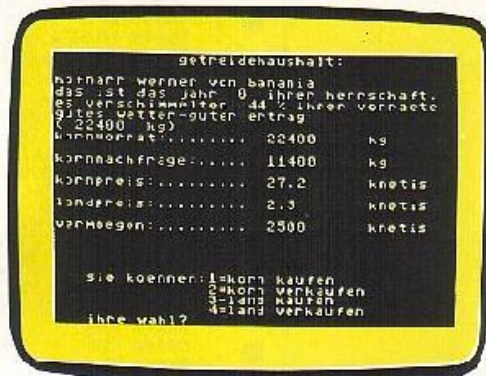 getreidehaushalt:
hofnarr werner von banania
das ist das jahr 0 ihrer herrschaft.
es verschimmelten 44 % ihrer vorraete
gutes wetter-guter ertrag
( 22400 kg)
kornvorrat:........ 22400 kg
kornnachfrage:..... 11400 kg
kornpreis:......... 27.2 knetis
landpreis:......... 2.3 knetis
vermoegen:......... 2500 knetis
sie koennen:1=korn kaufen
2=korn verkaufen
3=land kaufen
4=land verkaufen
ihre wahl?